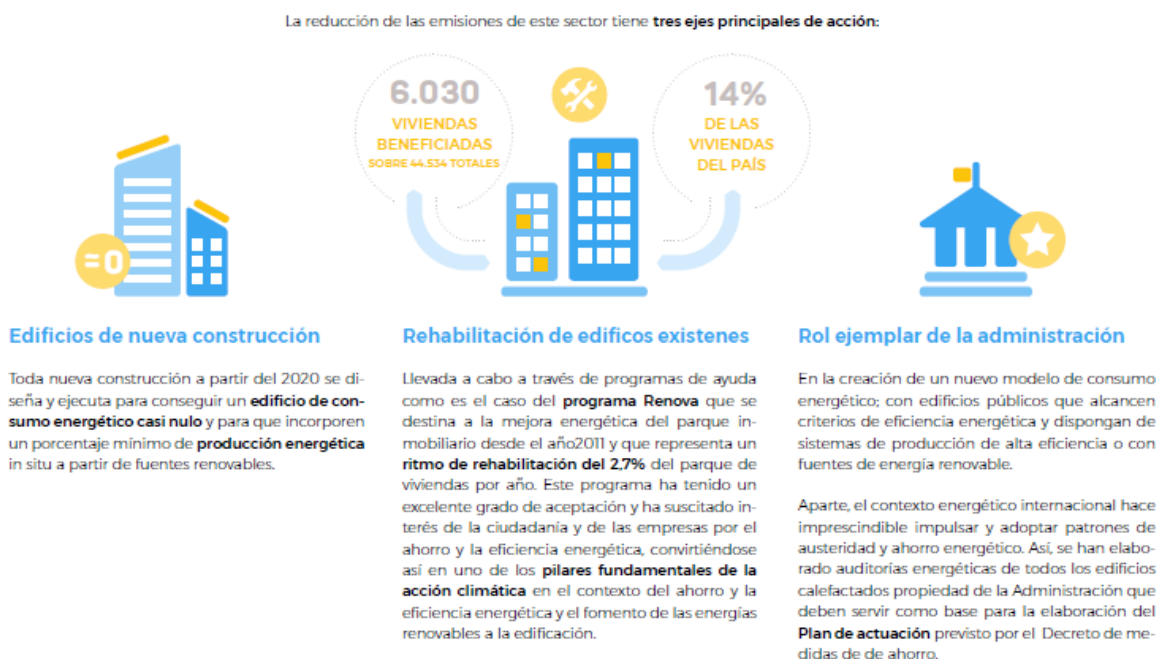 La reducción de las emisiones de este sector tiene tres ejes principales de acción:
6.030
VIVIENDAS
BENEFICIADAS
SOBRE 44.534 TOTALES
14%
DE LAS
VIVIENDAS
DEL PAÍS
=0
Edificios de nueva construcción
Toda nueva construcción a partir del 2020 se di-
seña y ejecuta para conseguir un edificio de con-
sumo energético casi nulo y para que incorporen
un porcentaje mínimo de producción energética
in situ a partir de fuentes renovables.
Rehabilitación de edificos existenes
Llevada a cabo a través de programas de ayuda
como es el caso del programa Renova que se
destina a la mejora energética del parque in-
mobiliario desde el año2011 y que representa un
ritmo de rehabilitación del 2,7% del parque de
viviendas por año. Este programa ha tenido un
excelente grado de aceptación y ha suscitado in-
terés de la ciudadanía y de las empresas por el
ahorro y la eficiencia energética, convirtiéndose
así en uno de los pilares fundamentales de la
acción climática en el contexto del ahorro y la
eficiencia energética y el fomento de las energías
renovables a la edificación.
Rol ejemplar de la administración
En la creación de un nuevo modelo de consumo
energético; con edificios públicos que alcancen
criterios de eficiencia energética y dispongan de
sistemas de producción de alta eficiencia o con
fuentes de energía renovable.
Aparte, el contexto energético internacional hace
imprescindible impulsar y adoptar patrones de
austeridad y ahorro energético. Así, se han elabo-
rado auditorías energéticas de todos los edificios
calefactados propiedad de la Administración que
deben servir como base para la elaboración del
Plan de actuación previsto por el Decreto de me-
didas de de ahorro.